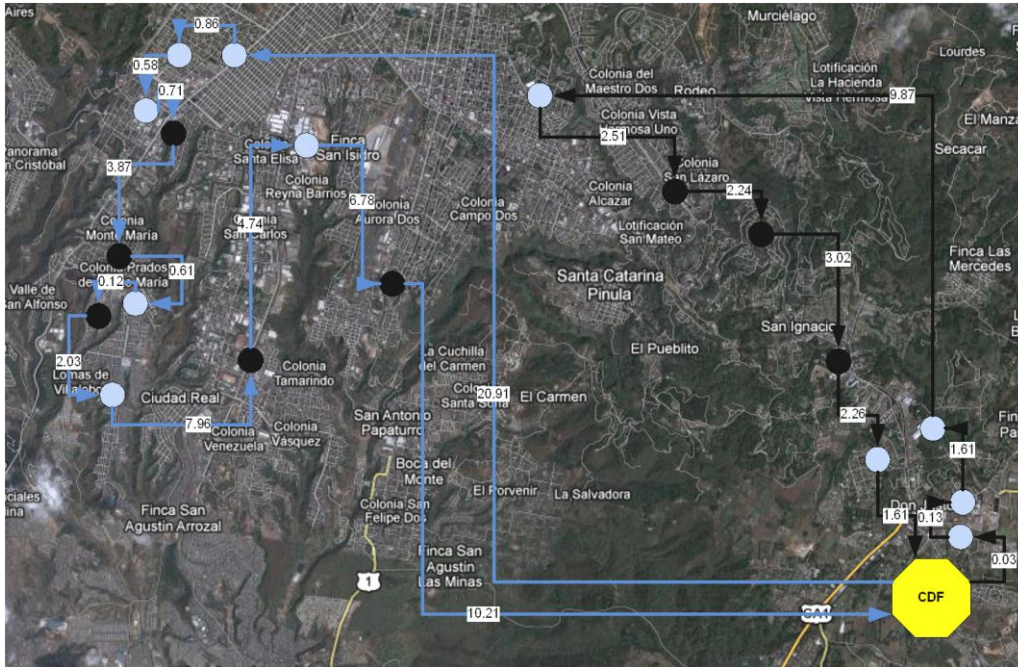 Aires
0.86
Murciélago
Lourdes
0.58
0.71
Colonia del
Maestro Dos
Rodeo
Lotificación
La Hacienda
Vista Hermosa
9.87
El Manza
Colonia Vista
Hermosa Uno
2.51
Secacar
Panorama
San Cristóbal
3.87
Colonia
Santa Elisa
Finca
San Isidro
Colonia
Reyna Barrios
6.78
Colonia
San Lázaro
2.24
Colonia
Alcazar
Colonia
Aurora Dos
Colonia
Campo Dos
Colonia
Monte María
4.74
Colonia
San Carlos
Lotificación
San Mateo
3.02
Finca Las
Mercedes
Colonia Prados
de Monte María
0.61
0.12
Valle de
San Alfonso
Santa Catarina
Pinula
San Ignacio
El Pueblito
2.03
Lomas de
Colonia
Tamarindo
La Cuchilla
del Carmen
20.91
El Carmen
Santa Sofía
Ciudad Real
7.96
Colonia
Venezuela
Colonia
Vásquez
San Antonio
Papaturro
2.26
1.61
Boca del
Monte
El Porvenir
La Salvadora
Finca San
Agustin Arrozal
Colonia San
Felipe Dos
Don
1.61
0.13
Finca San
Agustin
Las Minas
0.03
1
CDF
10.21
CA1